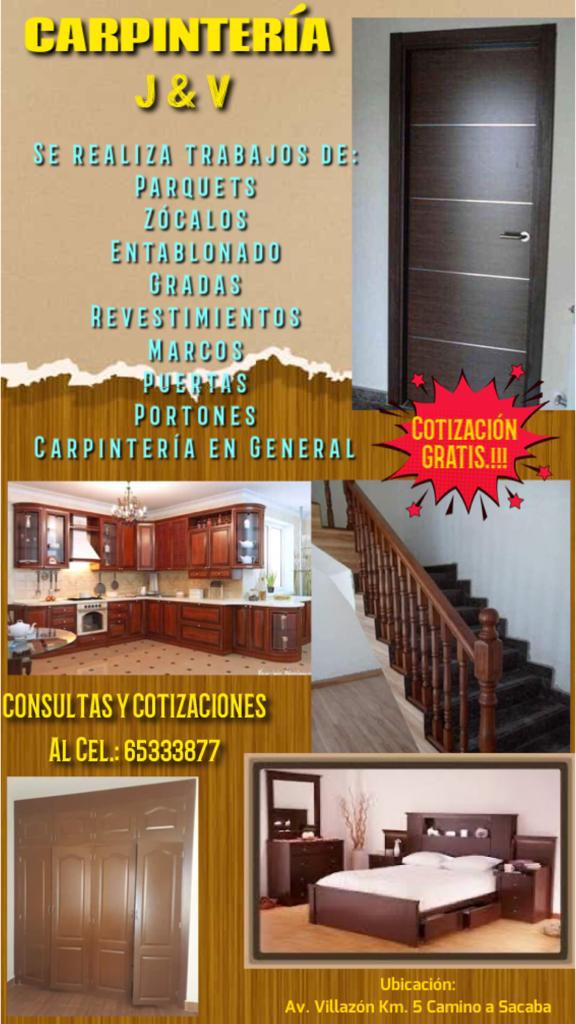 CARPINTERÍA
J & V
SE REALIZA TRABAJOS DE:
PARQUETS
ZÓCALOS
ENTABLONADO
GRADAS
REVESTIMIENTOS
MARCOS
PUERTAS
PORTONES
CARPINTERÍA EN GENERAL
COTIZACIÓN
GRATIS.!!!
CONSULTAS Y COTIZACIONES
AL CEL.: 65333877
Ubicación:
Av. Villazón Km. 5 Camino a Sacaba